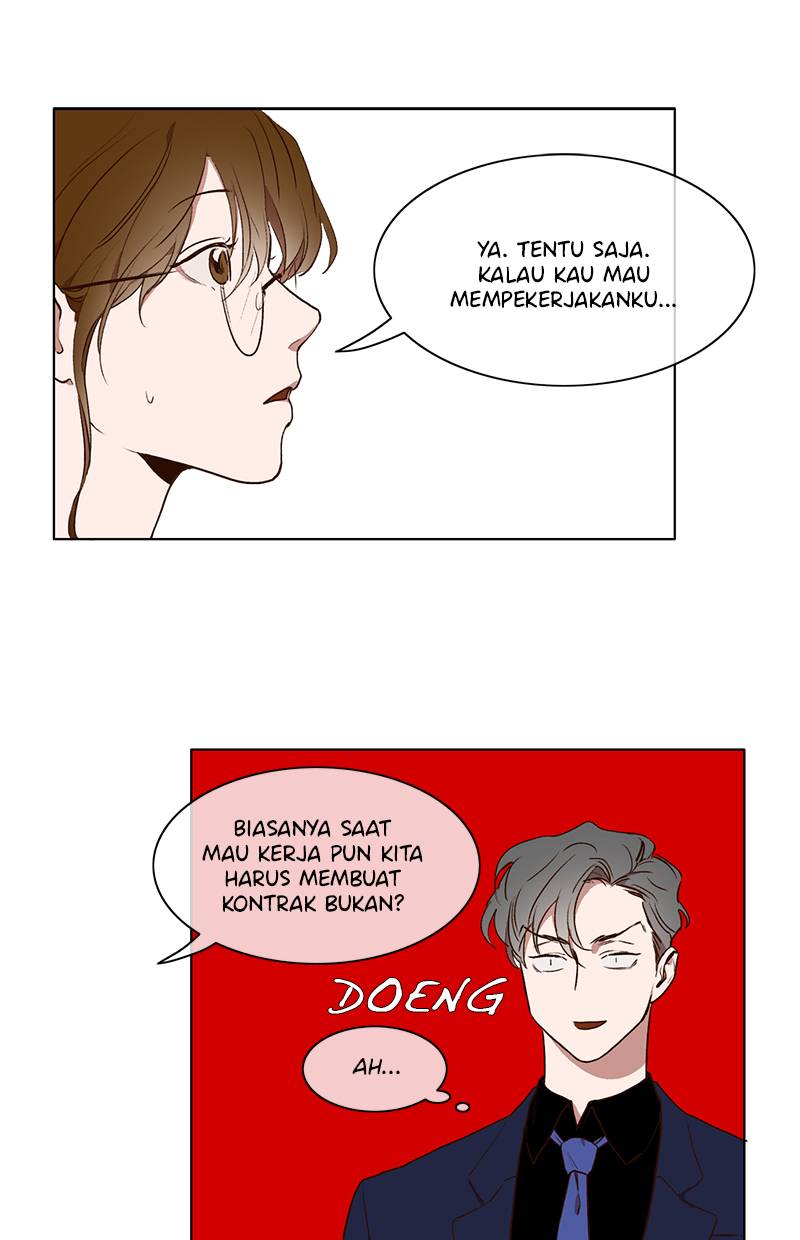 YA. TENTU SAJA.
KALAU KAU MAU
MEMPEKERJAKANKU...
BIASANYA SAAT
MAU KERJA PUN KITA
HARUS MEMBUAT
KONTRAK BUKAN?
DOENG
AH...